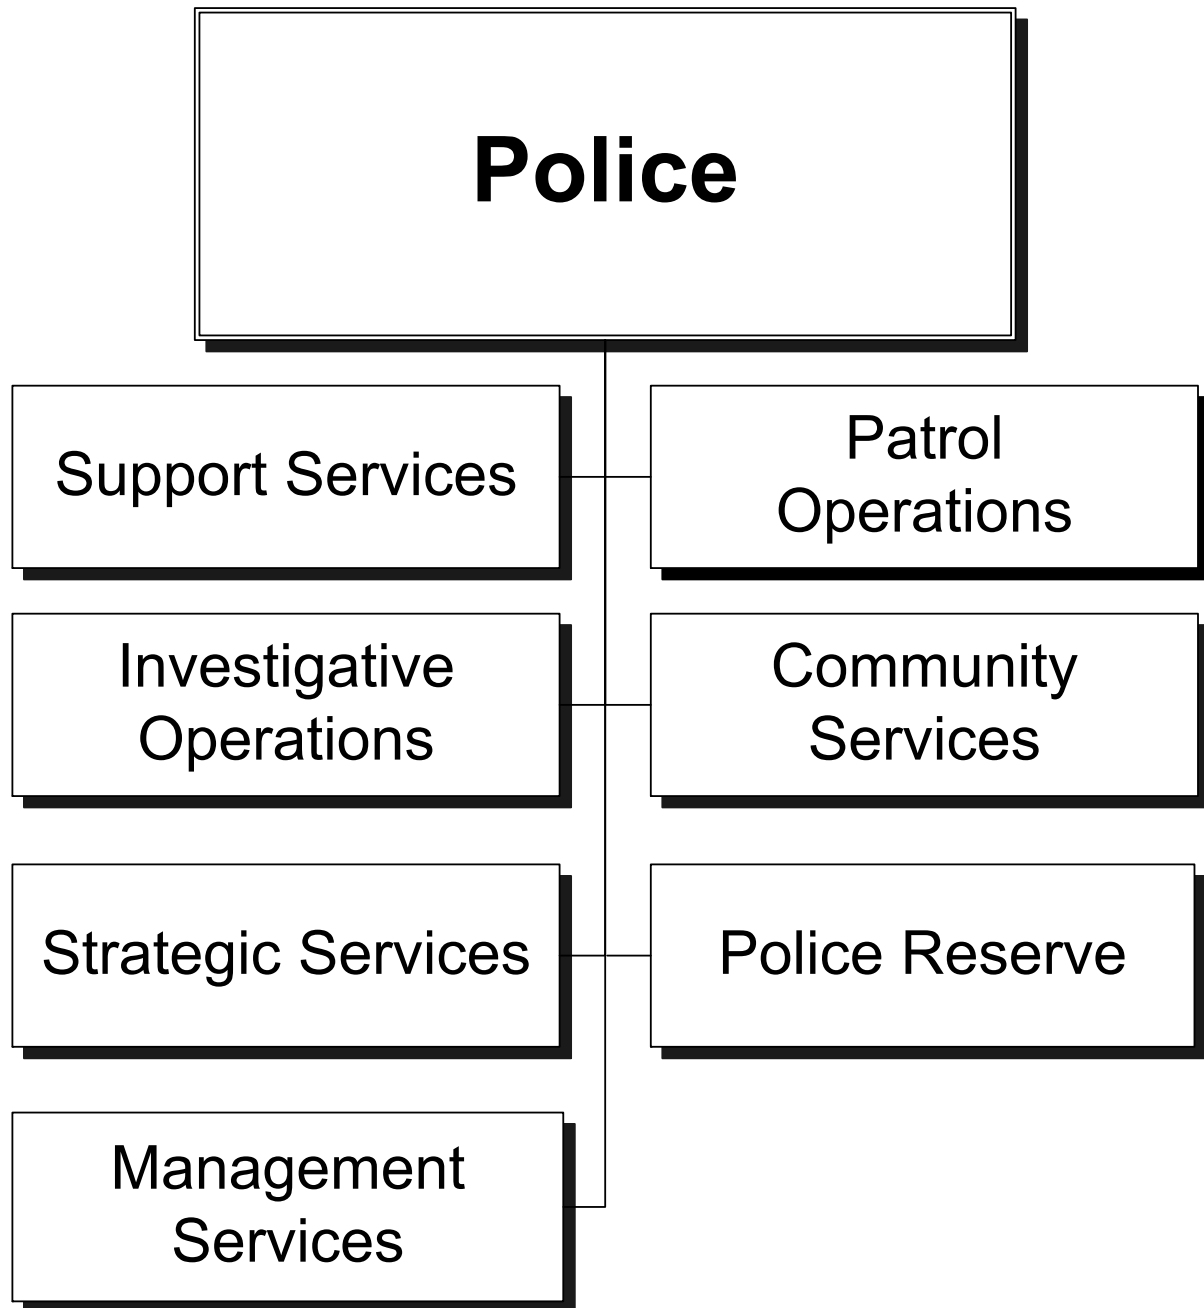 Police
Support Services
Patrol
Operations
Investigative
Operations
Community
Services
Strategic Services
Police Reserve
Management
Services